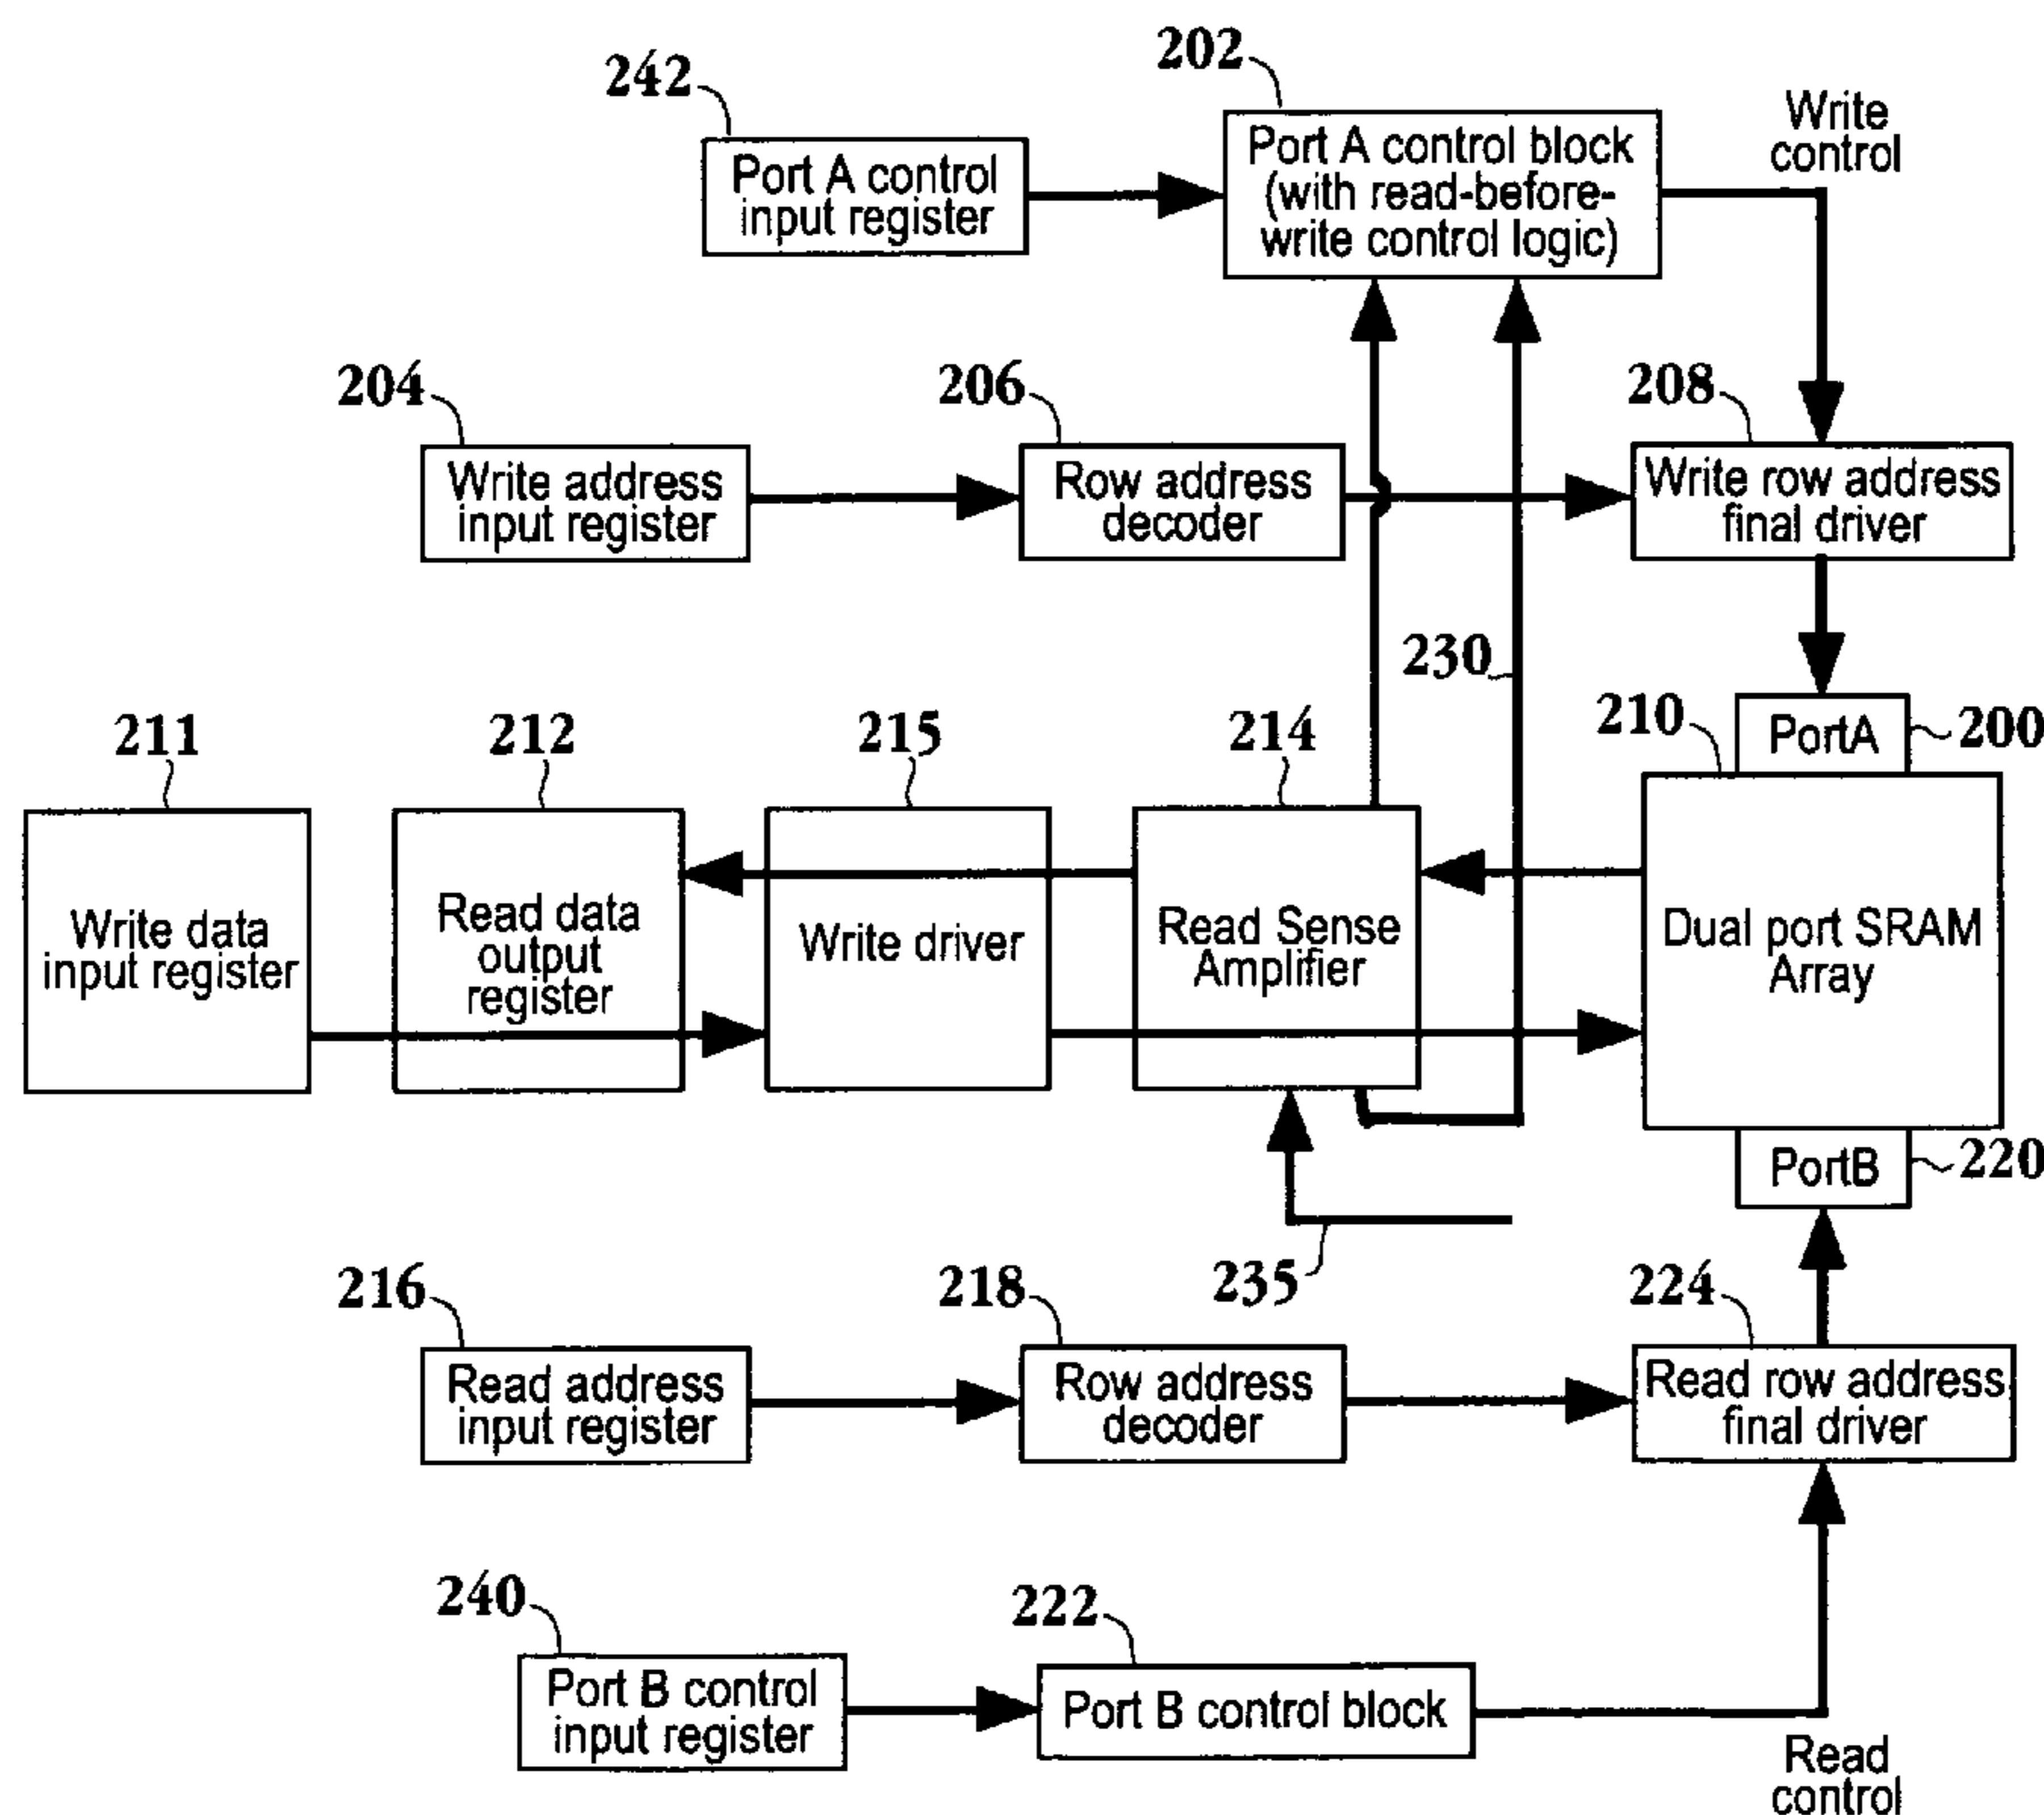 202
242
Write
control
Port A control
input register
Port A control block
(with read-before-
write control logic)
204
206
208
Write address
input register
Row address
decoder
Write row address
final driver
230
211
212
215
214
210
PortA
200
Write data
input register
Read data
output
register
Write driver
Read Sense
Amplifier
Dual port SRAM
Array
PortB
220
235
216
218
224
Read address
input register
Row address
decoder
Read row address
final driver
240
222
Port B control
input register
Port B control block
Read
control